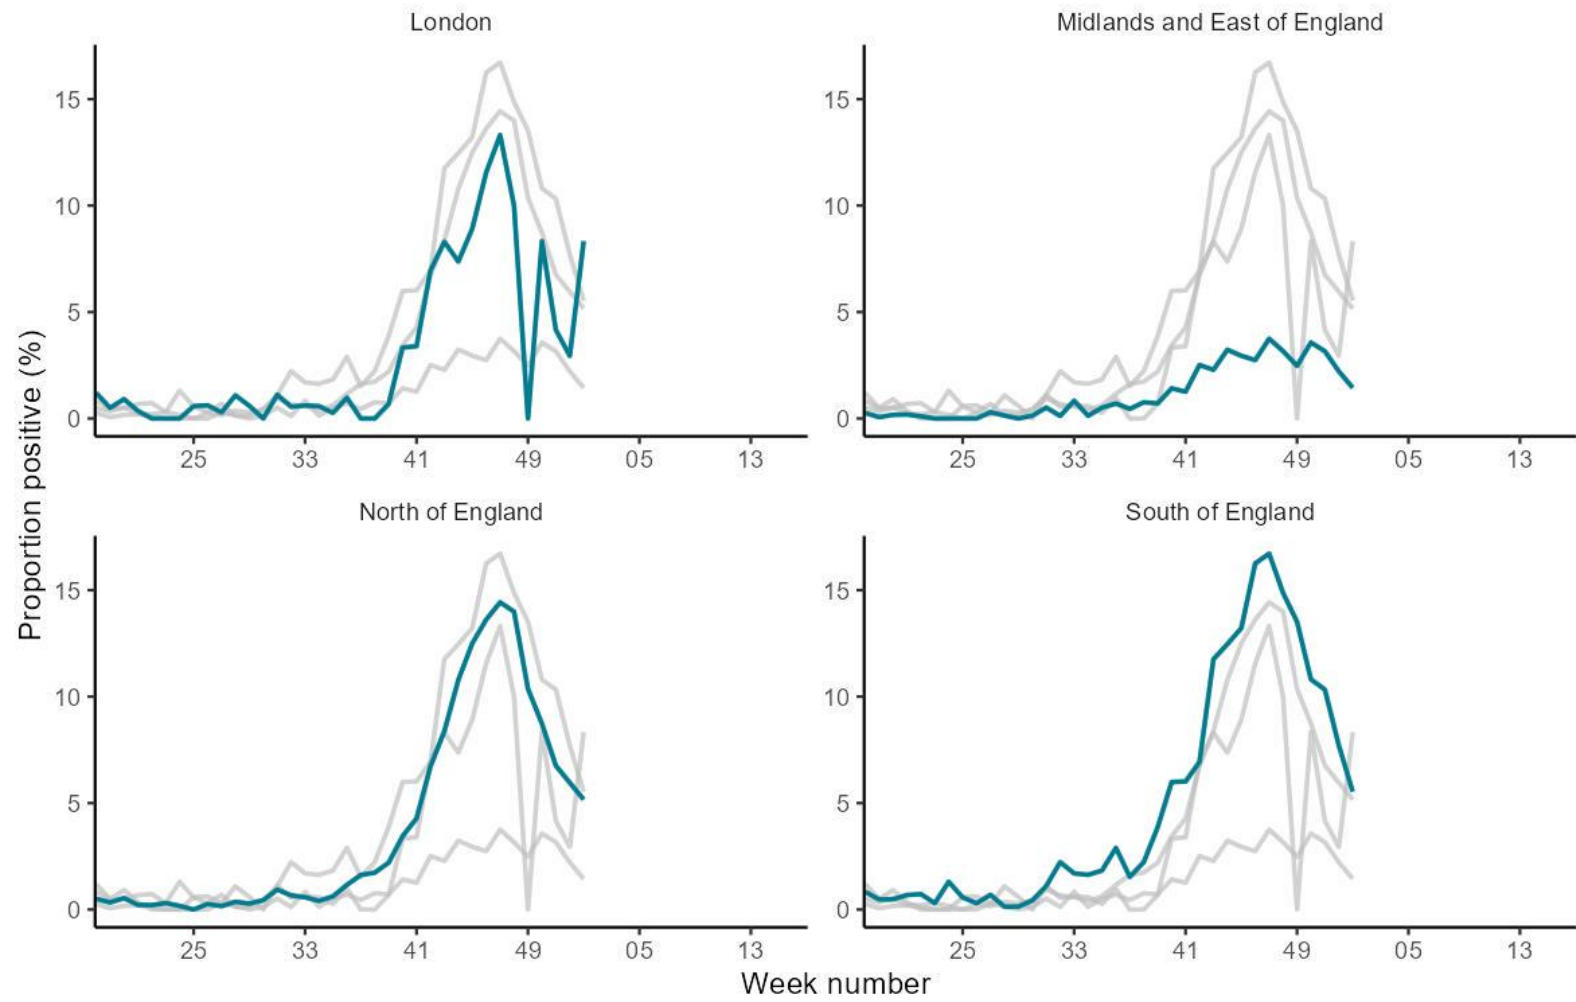 London
Midlands and East of England
15
10
5
0
25 33 41 49 05 13
15
10
5
0
25 33 41 49 05 13
North of England
South of England
15
10
5
0
25 33 41 49 05 13
15
10
5
0
25 33 41 49 05 13
Proportion positive (%)
Week number